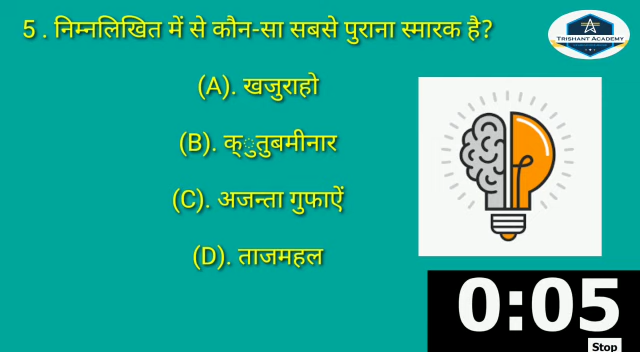 5 . निम्नलिखित में से कौन-सा सबसे पुराना स्मारक है?
TRISHANT ACADEMY
(A). खजुराहो
(B). क्ुतुबमीनार
(C). अजन्ता गुफाऐं
(D). ताजमहल
0:05
Stop